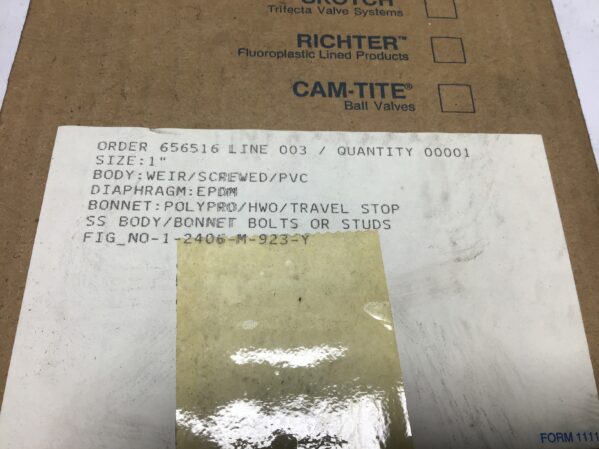 Trifecta Valve Systems
RICHTER™
Fluoroplastic Lined Products
CAM-TITE®
Ball Valves
ORDER 656516 LINE 003 / QUANTITY 00001
SIZE:1"
BODY:WEIR/SCREWED/PVC
DIAPHRAGM:EPDM
BONNET:POLYPRO/HWO/TRAVEL STOP
SS BODY/BONNET BOLTS OR STUDS
FIG_NO-1-2406-M-923-Y
FORM 1111